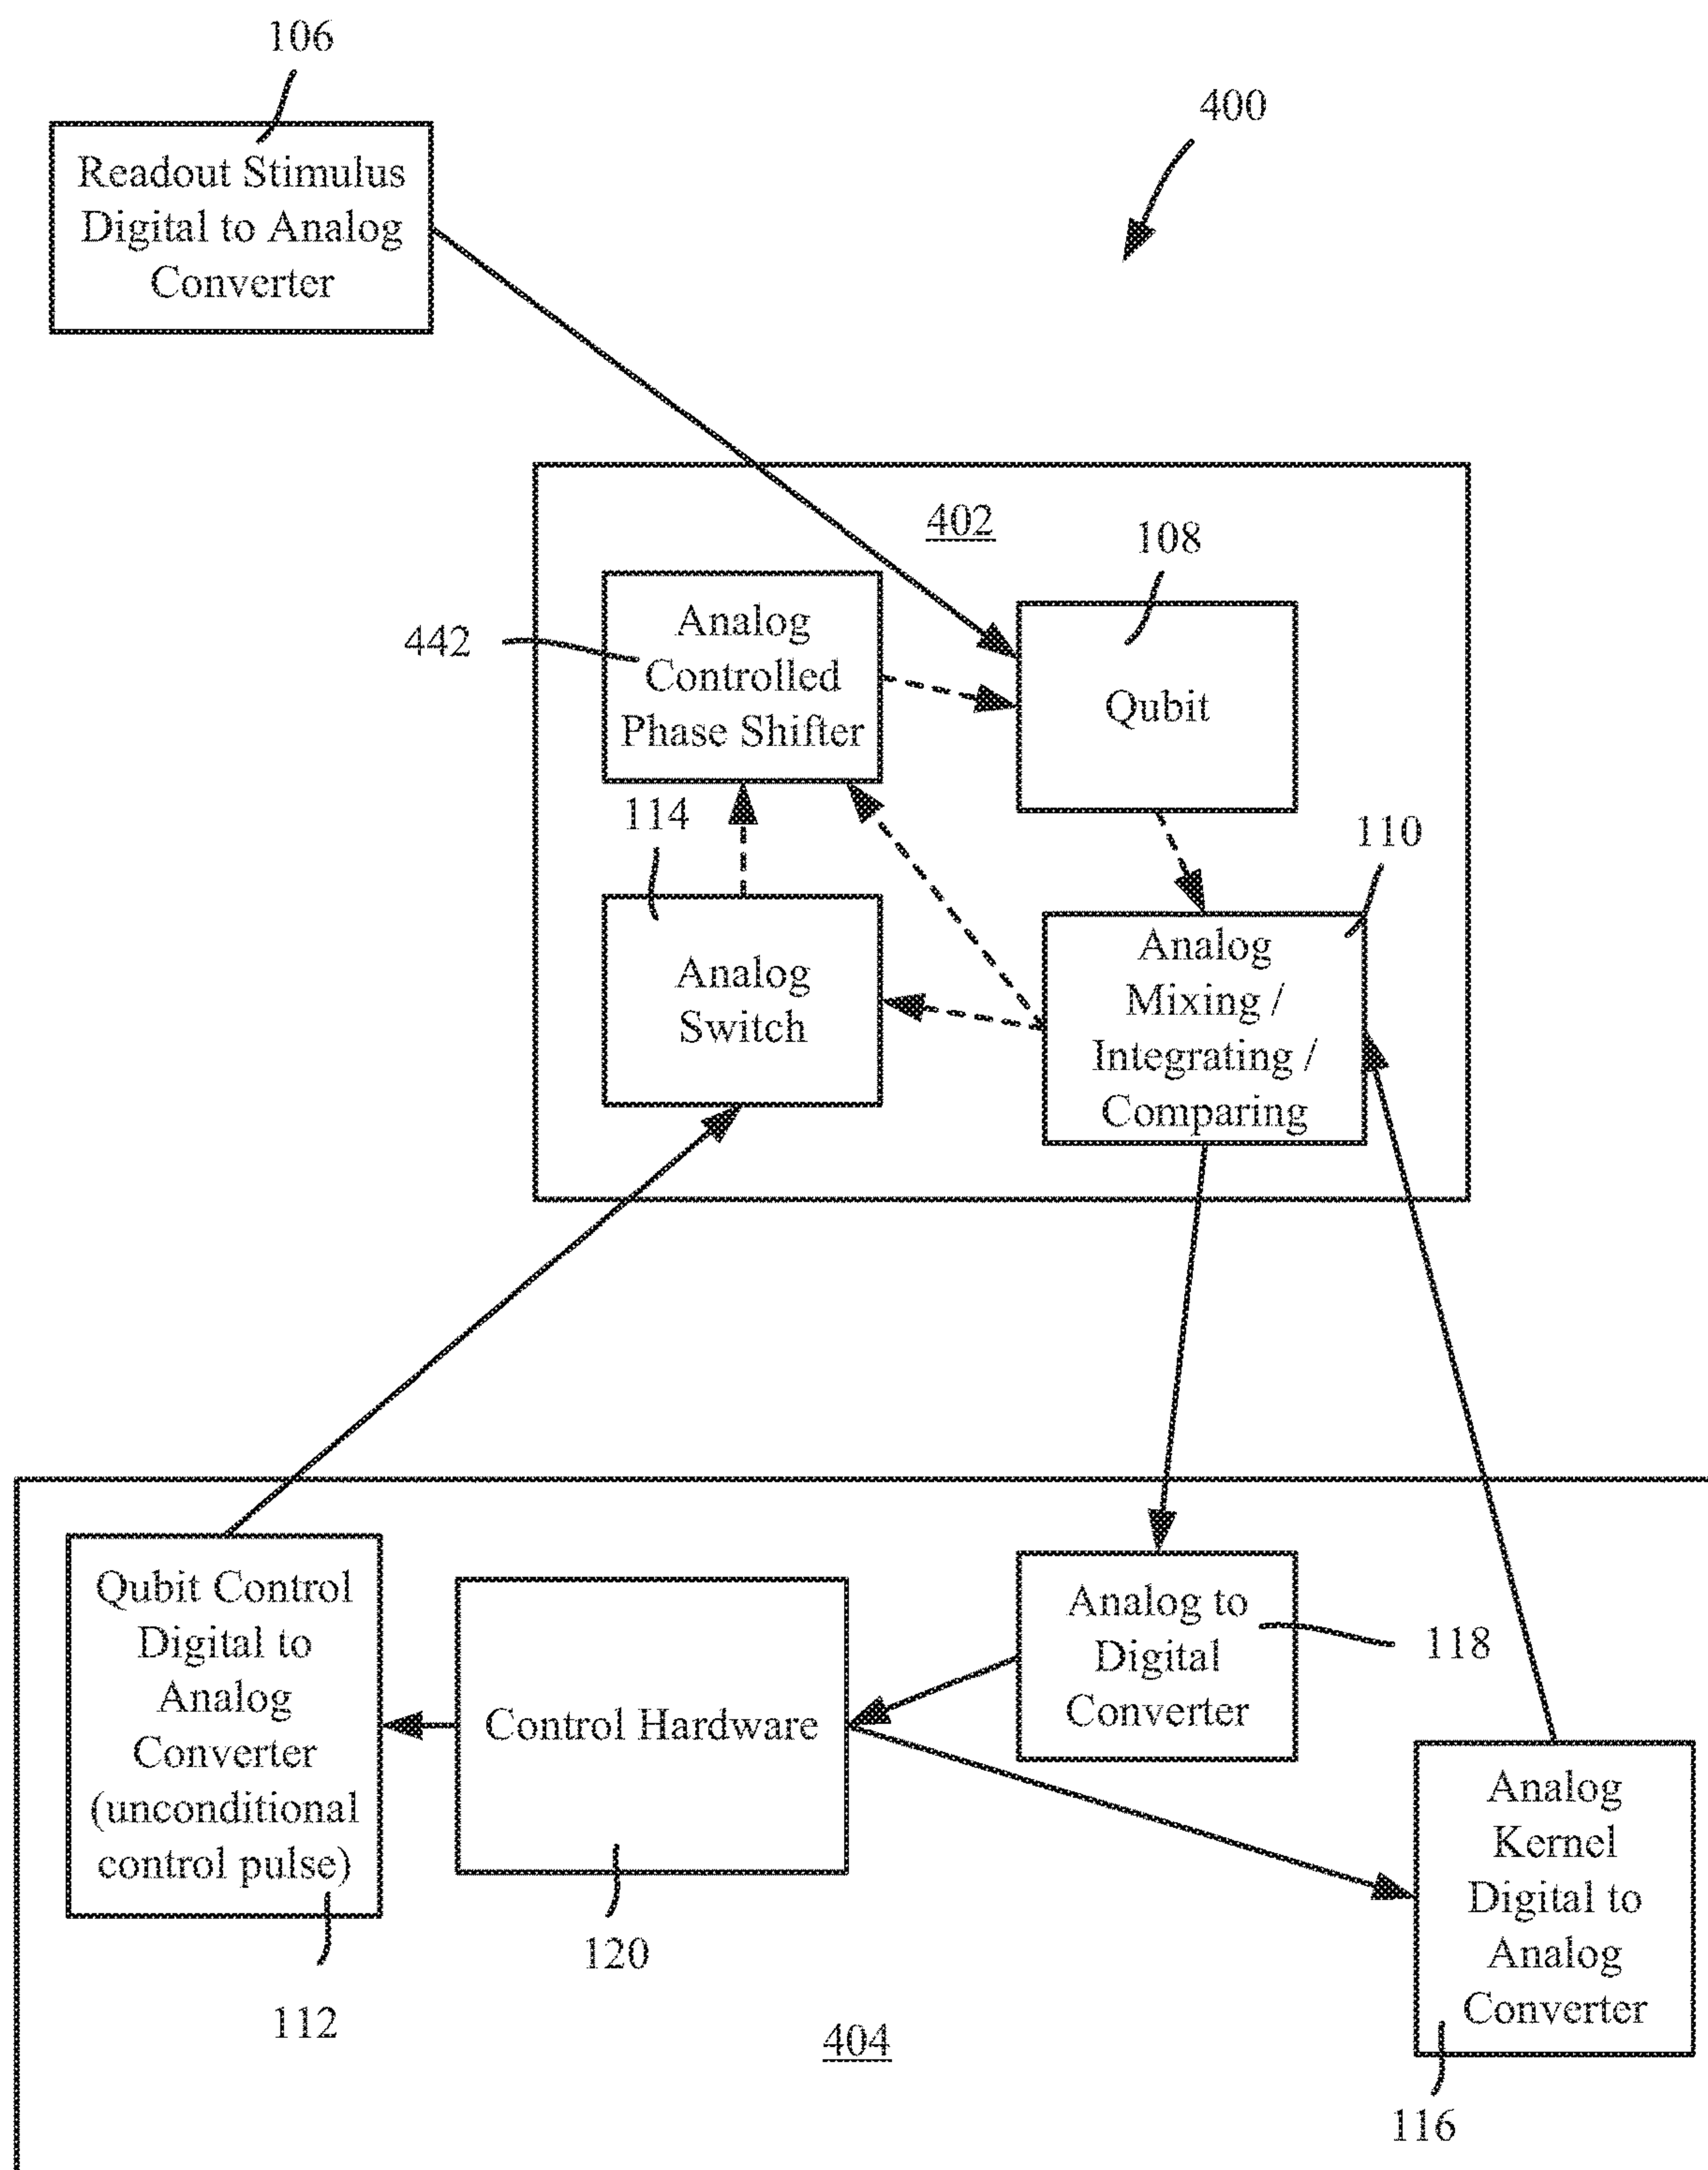 106
400
Readout Stimulus
Digital to Analog
Converter
402
108
442
Analog
Controlled
Phase Shifter
Qubit
114
110
Analog
Switch
Analog
Mixing /
Integrating /
Comparing
Qubit Control
Digital to
Analog
Converter
(unconditional
control pulse)
Control Hardware
Analog to
Digital
Converter
118
Analog
Kernel
Digital to
Analog
Converter
120
112
404
116